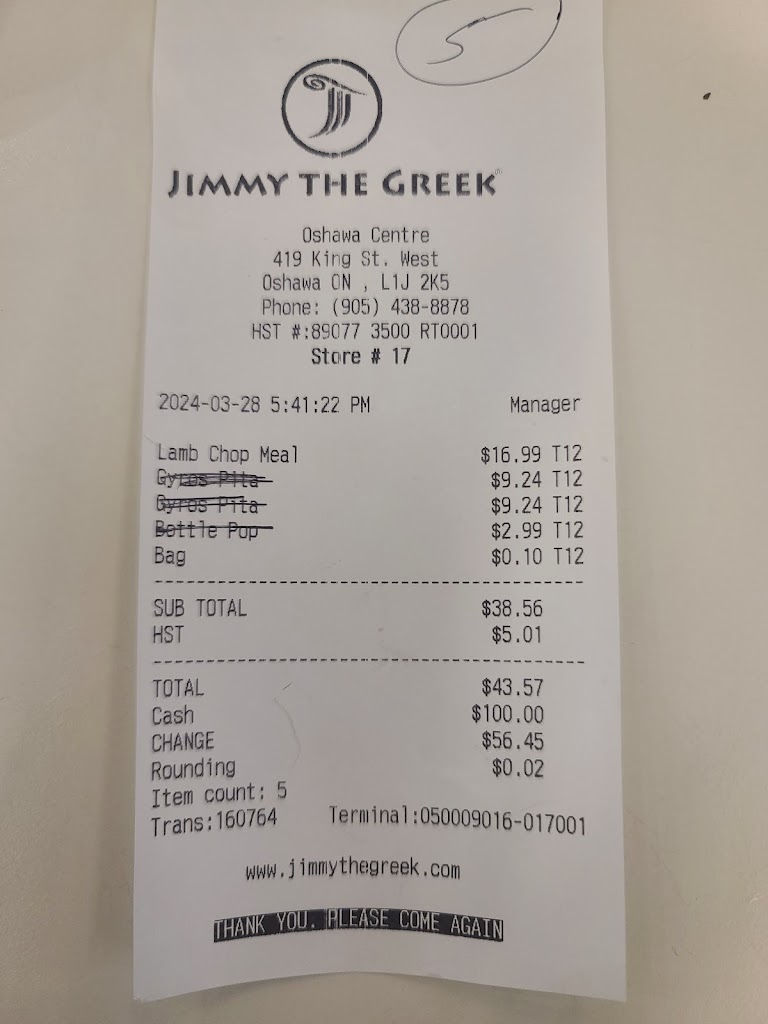 5
JIMMY THE GREEK
Oshawa Centre
419 King St. West
Oshawa ON , L1J 2K5
Phone: (905) 438-8878
HST #:89077 3500 RT0001
Store # 17
2024-03-28 5:41:22 PM Manager
Lamb Chop Meal $16.99 T12
Gyros Pita $9.24 T12
Gyros Pita $9.24 T12
Bottle Pop $2.99 T12
Bag $0.10 T12
SUB TOTAL $38.56
HST $5.01
TOTAL $43.57
Cash $100.00
CHANGE $56.45
Rounding $0.02
Item count: 5
Trans:160764 Terminal:050009016-017001
www.jimmythegreek.com
THANK YOU. PLEASE COME AGAIN